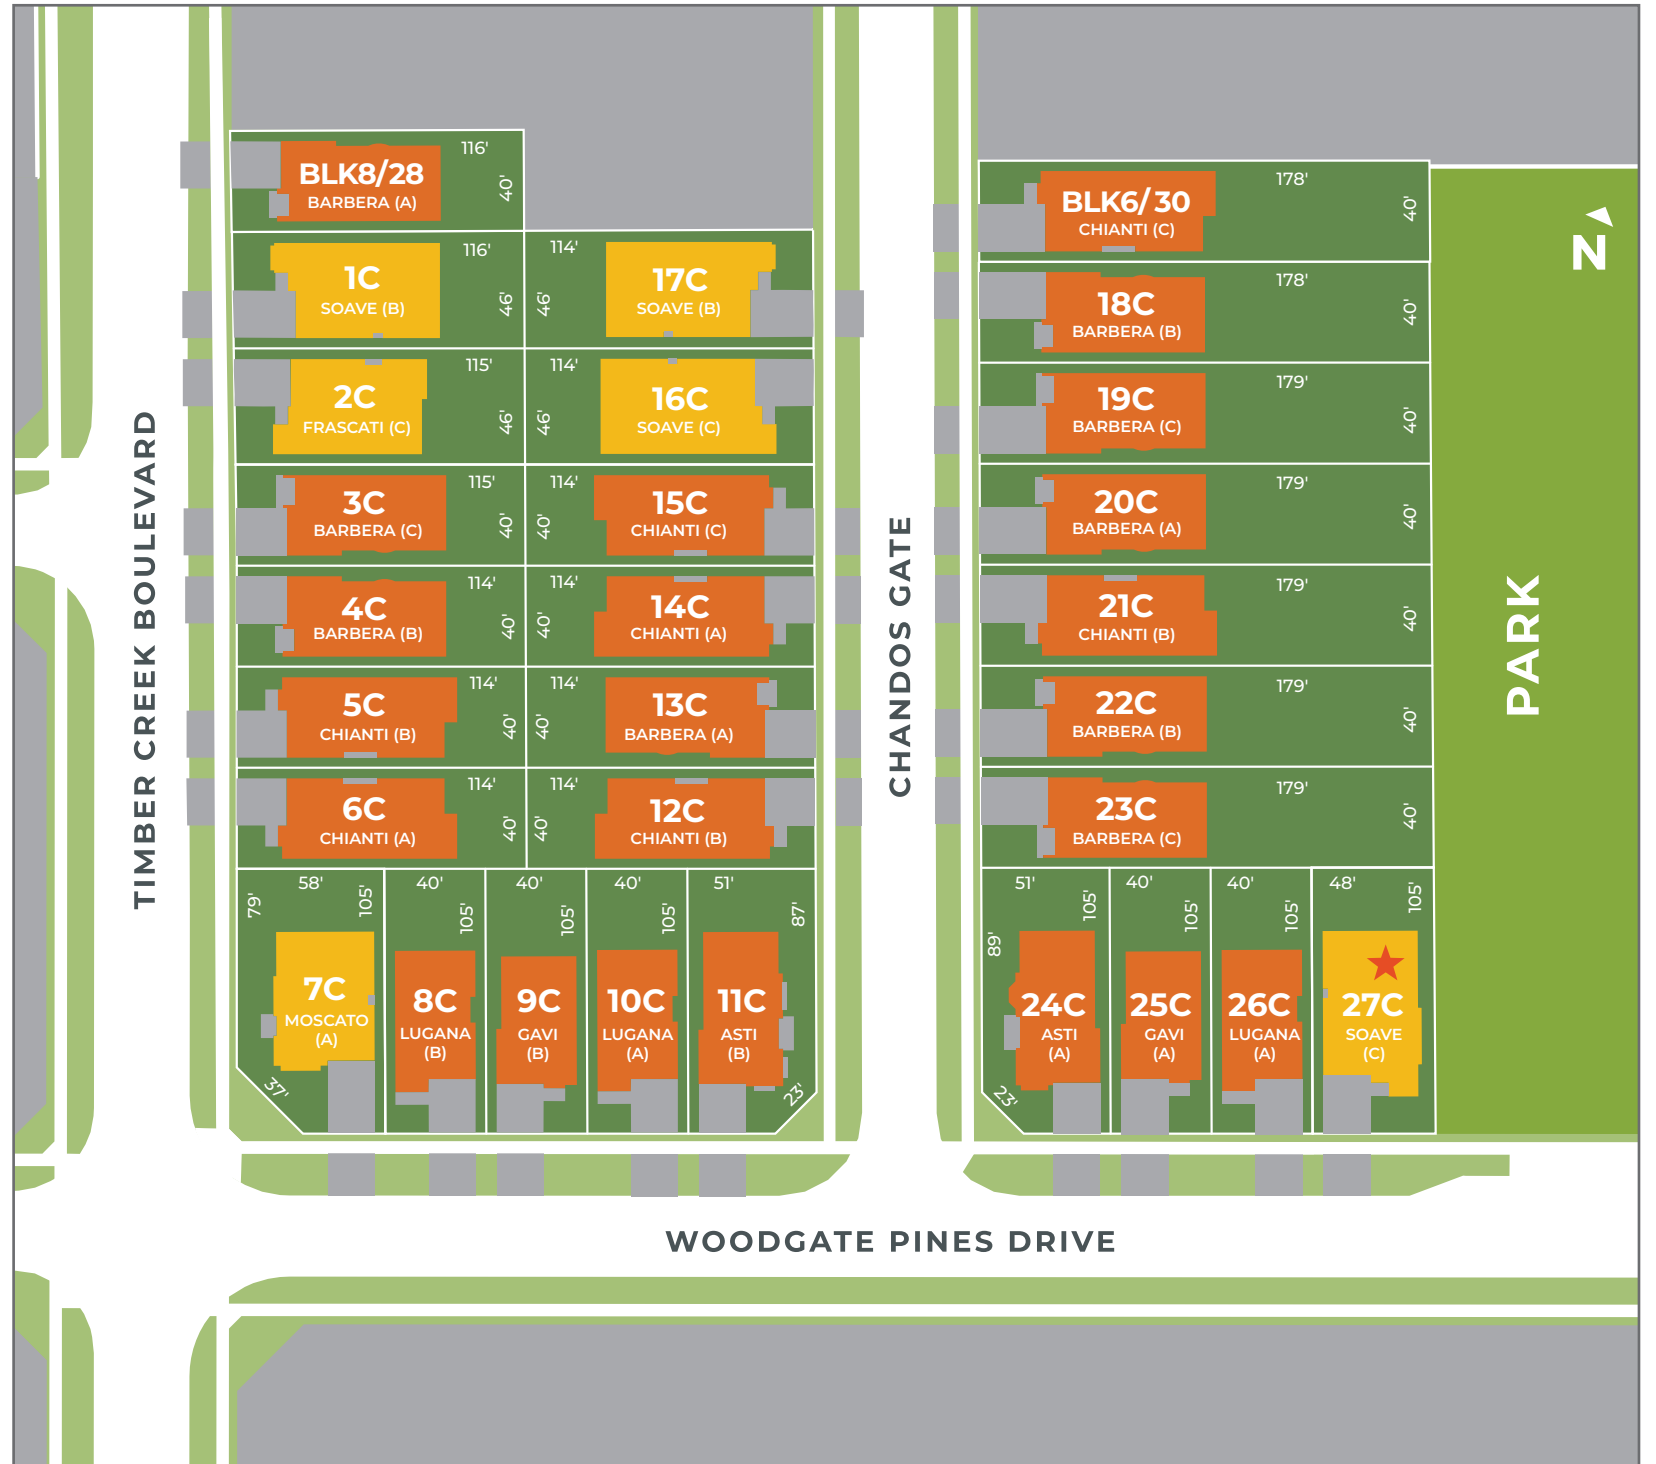 BLK8/28
BARBERA (A)
116'
40'
1C
SOAVE (B)
116'
46'
17C
SOAVE (B)
114'
46'
2C
FRASCATI (C)
115'
46'
16C
SOAVE (C)
114'
46'
3C
BARBERA (C)
115'
40'
15C
CHIANTI (C)
114'
40'
4C
BARBERA (B)
114'
40'
14C
CHIANTI (A)
114'
40'
5C
CHIANTI (B)
114'
40'
13C
BARBERA (A)
114'
40'
6C
CHIANTI (A)
114'
40'
12C
CHIANTI (B)
114'
40'
58'
79'
105'
7C
MOSCATO
(A)
37'
40'
105'
8C
LUGANA
(B)
40'
105'
9C
GAVI
(B)
40'
105'
10C
LUGANA
(A)
51'
87'
11C
ASTI
(B)
23'
TIMBER CREEK BOULEVARD
CHANDOS GATE
BLK6/30
CHIANTI (C)
178'
40'
18C
BARBERA (B)
178'
40'
19C
BARBERA (C)
179'
40'
20C
BARBERA (A)
179'
40'
21C
CHIANTI (B)
179'
40'
22C
BARBERA (B)
179'
40'
23C
BARBERA (C)
179'
40'
51'
89'
105'
24C
ASTI
(A)
23'
40'
105'
25C
GAVI
(A)
40'
105'
26C
LUGANA
(A)
48'
105'
27C
SOAVE
(C)
N
PARK
WOODGATE PINES DRIVE